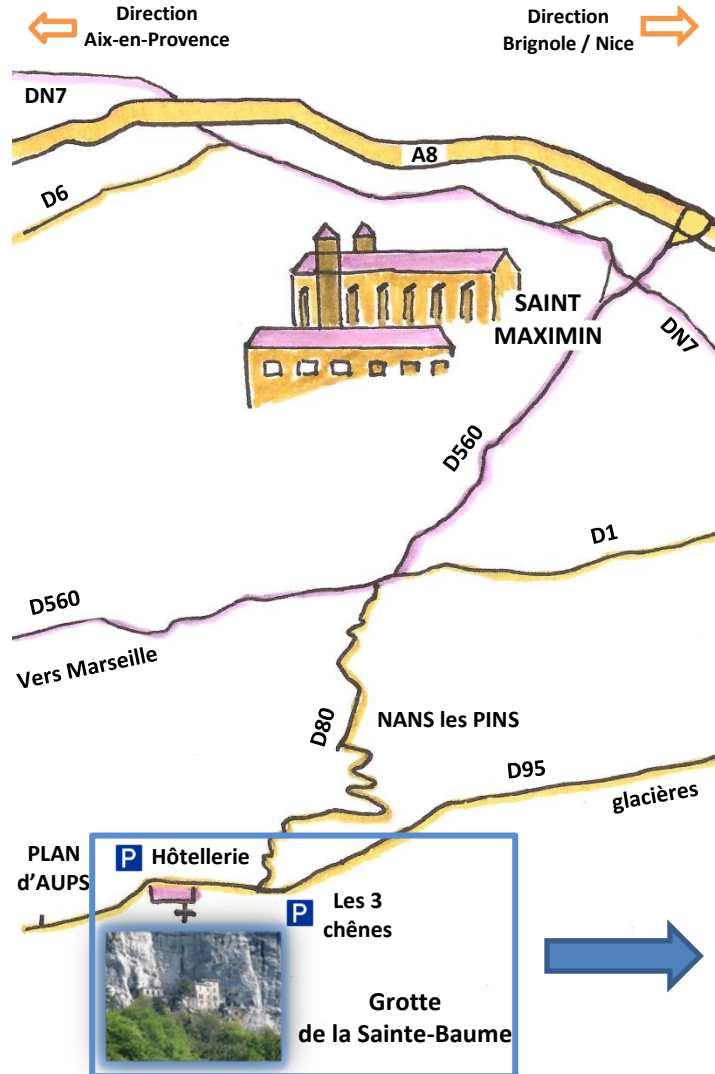 Direction
Aix-en-Provence
Direction
Brignole / Nice
DN7
A8
D6
SAINT
MAXIMIN
DN7
D560
D1
D560
Vers Marseille
D80
NANS les PINS
D95
glacières
PLAN
d'AUPS
P Hôtellerie
P Les 3
chênes
Grotte
de la Sainte-Baume